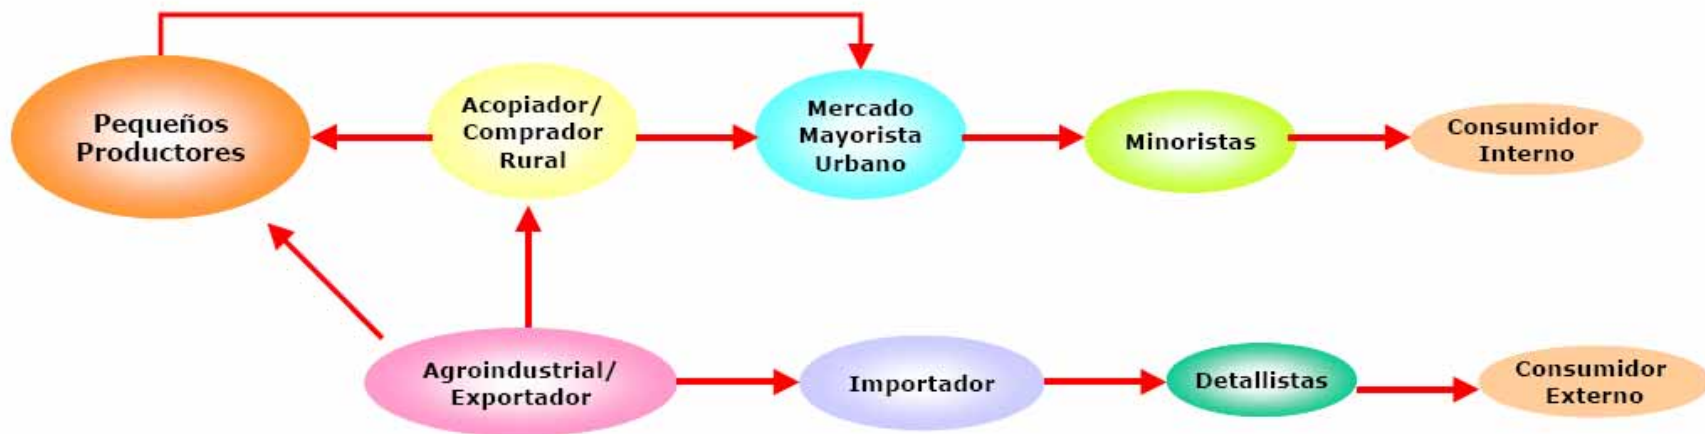 Pequeños
Productores
Acopiador/
Comprador
Rural
Mercado
Mayorista
Urbano
Minoristas
Consumidor
Interno
Agroindustrial/
Exportador
Importador
Detallistas
Consumidor
Externo